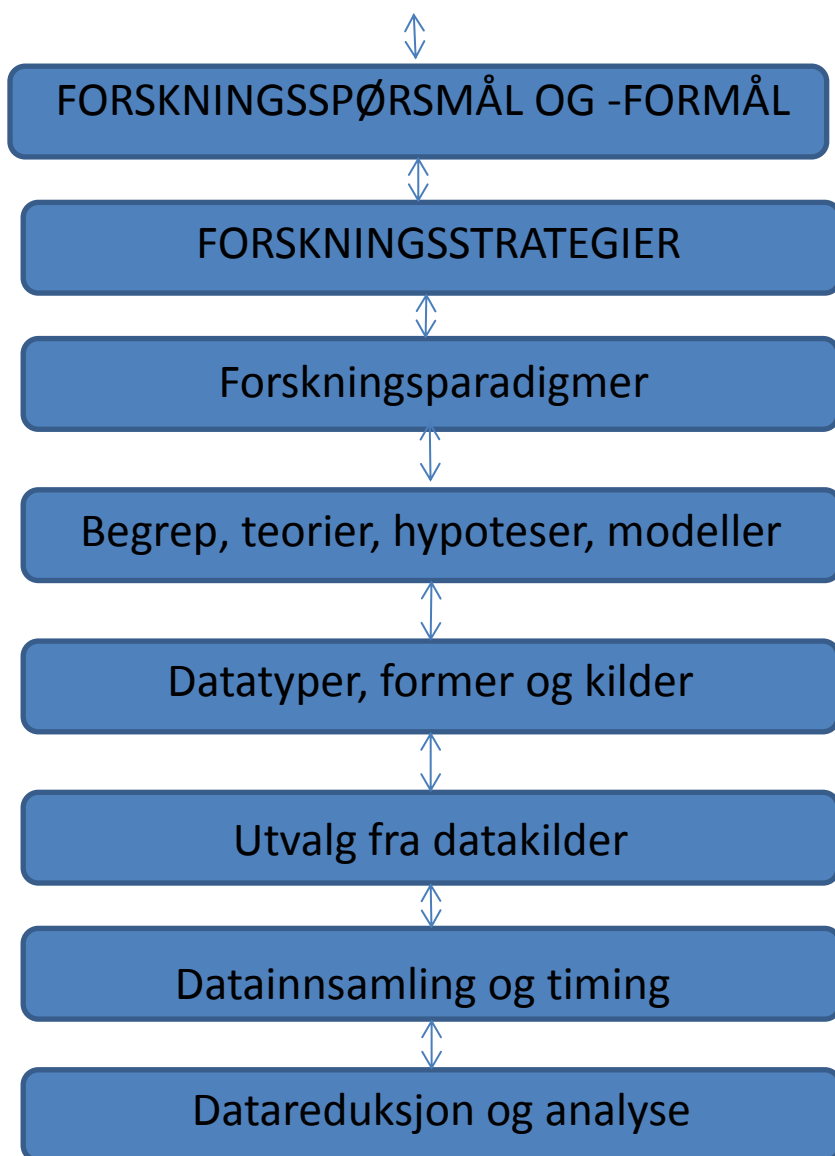 FORSKNINGSSPØRSMÅL OG -FORMÅL
FORSKNINGSSTRATEGIER
Forskningsparadigmer
Begrep, teorier, hypoteser, modeller
Datatyper, former og kilder
Utvalg fra datakilder
Datainnsamling og timing
Datareduksjon og analyse